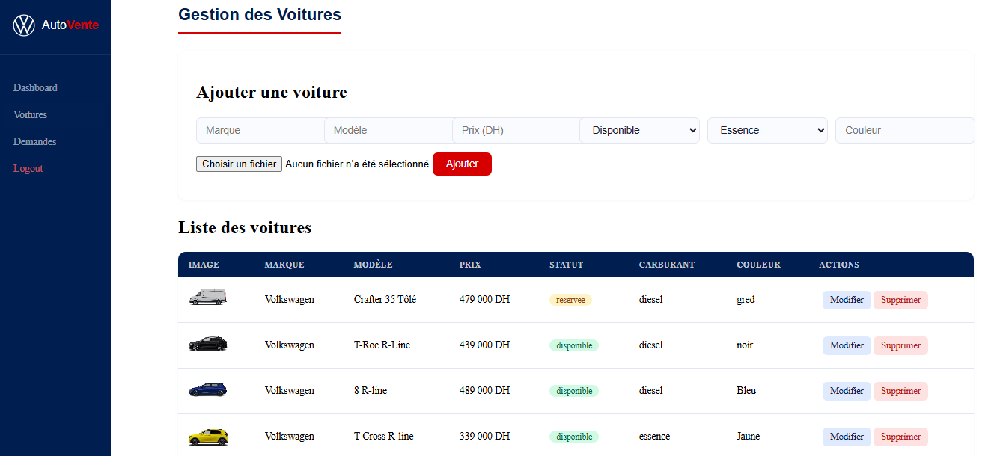 AutoVente
Dashboard
Voitures
Demandes
Logout
Gestion des Voitures
Ajouter une voiture
Marque Modèle Prix (DH) Disponible Essence Couleur
Choisir un fichier Aucun fichier n’a été sélectionné Ajouter
Liste des voitures
IMAGE MARQUE MODÈLE PRIX STATUT CARBURANT COULEUR ACTIONS
Volkswagen Crafter 35 Tôlé 479 000 DH reservee diesel gred Modifier Supprimer
Volkswagen T-Roc R-Line 439 000 DH disponible diesel noir Modifier Supprimer
Volkswagen 8 R-line 489 000 DH disponible diesel Bleu Modifier Supprimer
Volkswagen T-Cross R-line 339 000 DH disponible essence Jaune Modifier Supprimer